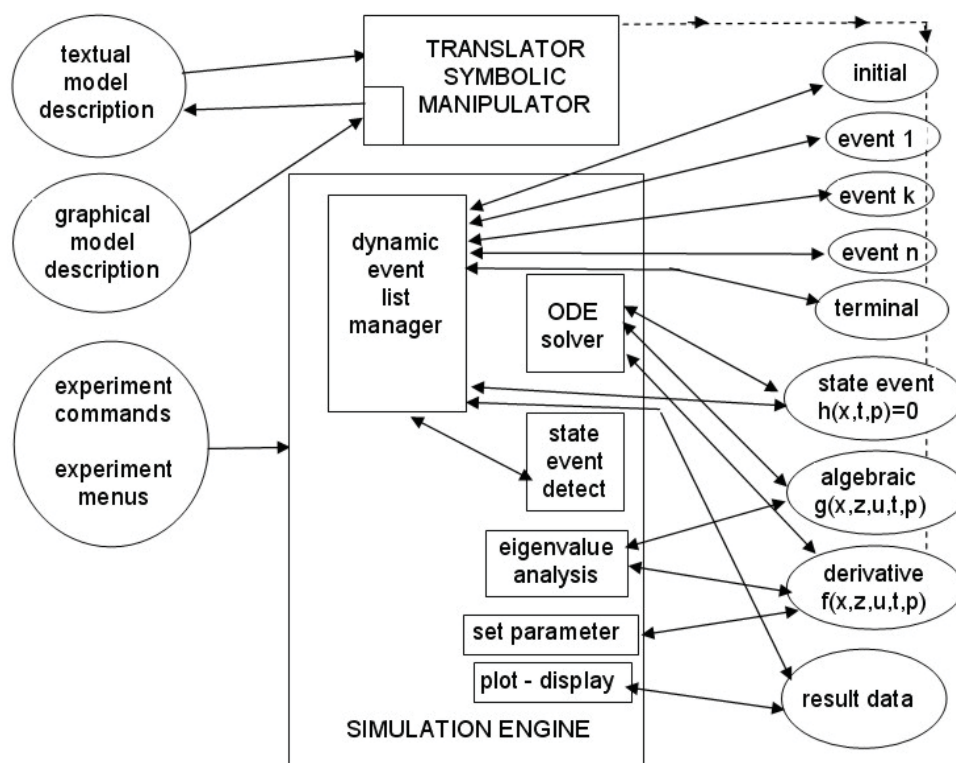 textual
model
description
TRANSLATOR
SYMBOLIC
MANIPULATOR
initial
event 1
event k
event n
terminal
graphical
model
description
dynamic
event
list
manager
ODE
solver
experiment
commands
experiment
menus
state event
h(x,t,p)=0
state
event
detect
algebraic
g(x,z,u,t,p)
eigenvalue
analysis
derivative
f(x,z,u,t,p)
set parameter
plot - display
result data
SIMULATION ENGINE